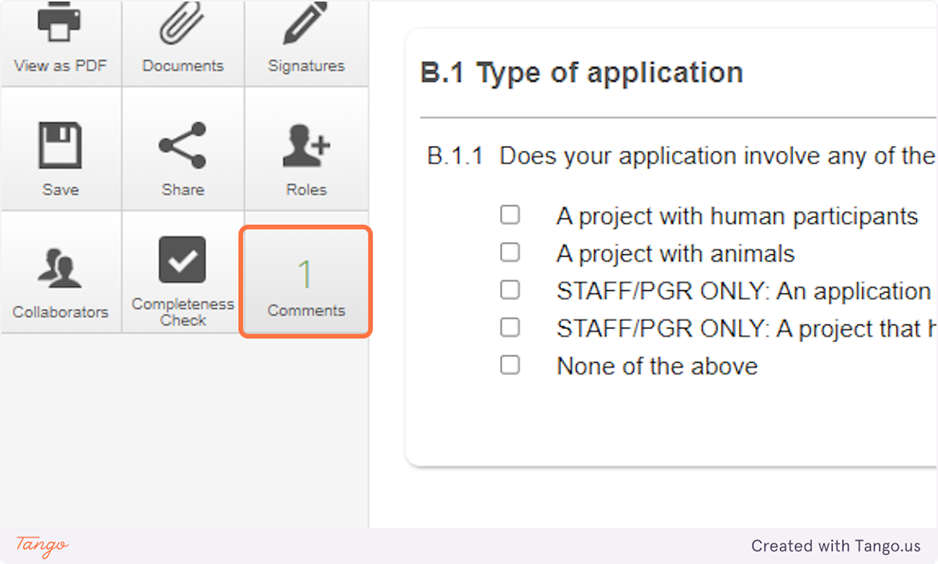 View as PDF
Documents
Signatures
Save
Share
Roles
Collaborators
Completeness
Check
1
Comments
B.1 Type of application
B.1.1 Does your application involve any of the
A project with human participants
A project with animals
STAFF/PGR ONLY: An application
STAFF/PGR ONLY: A project that
None of the above
Tango
Created with Tango.us